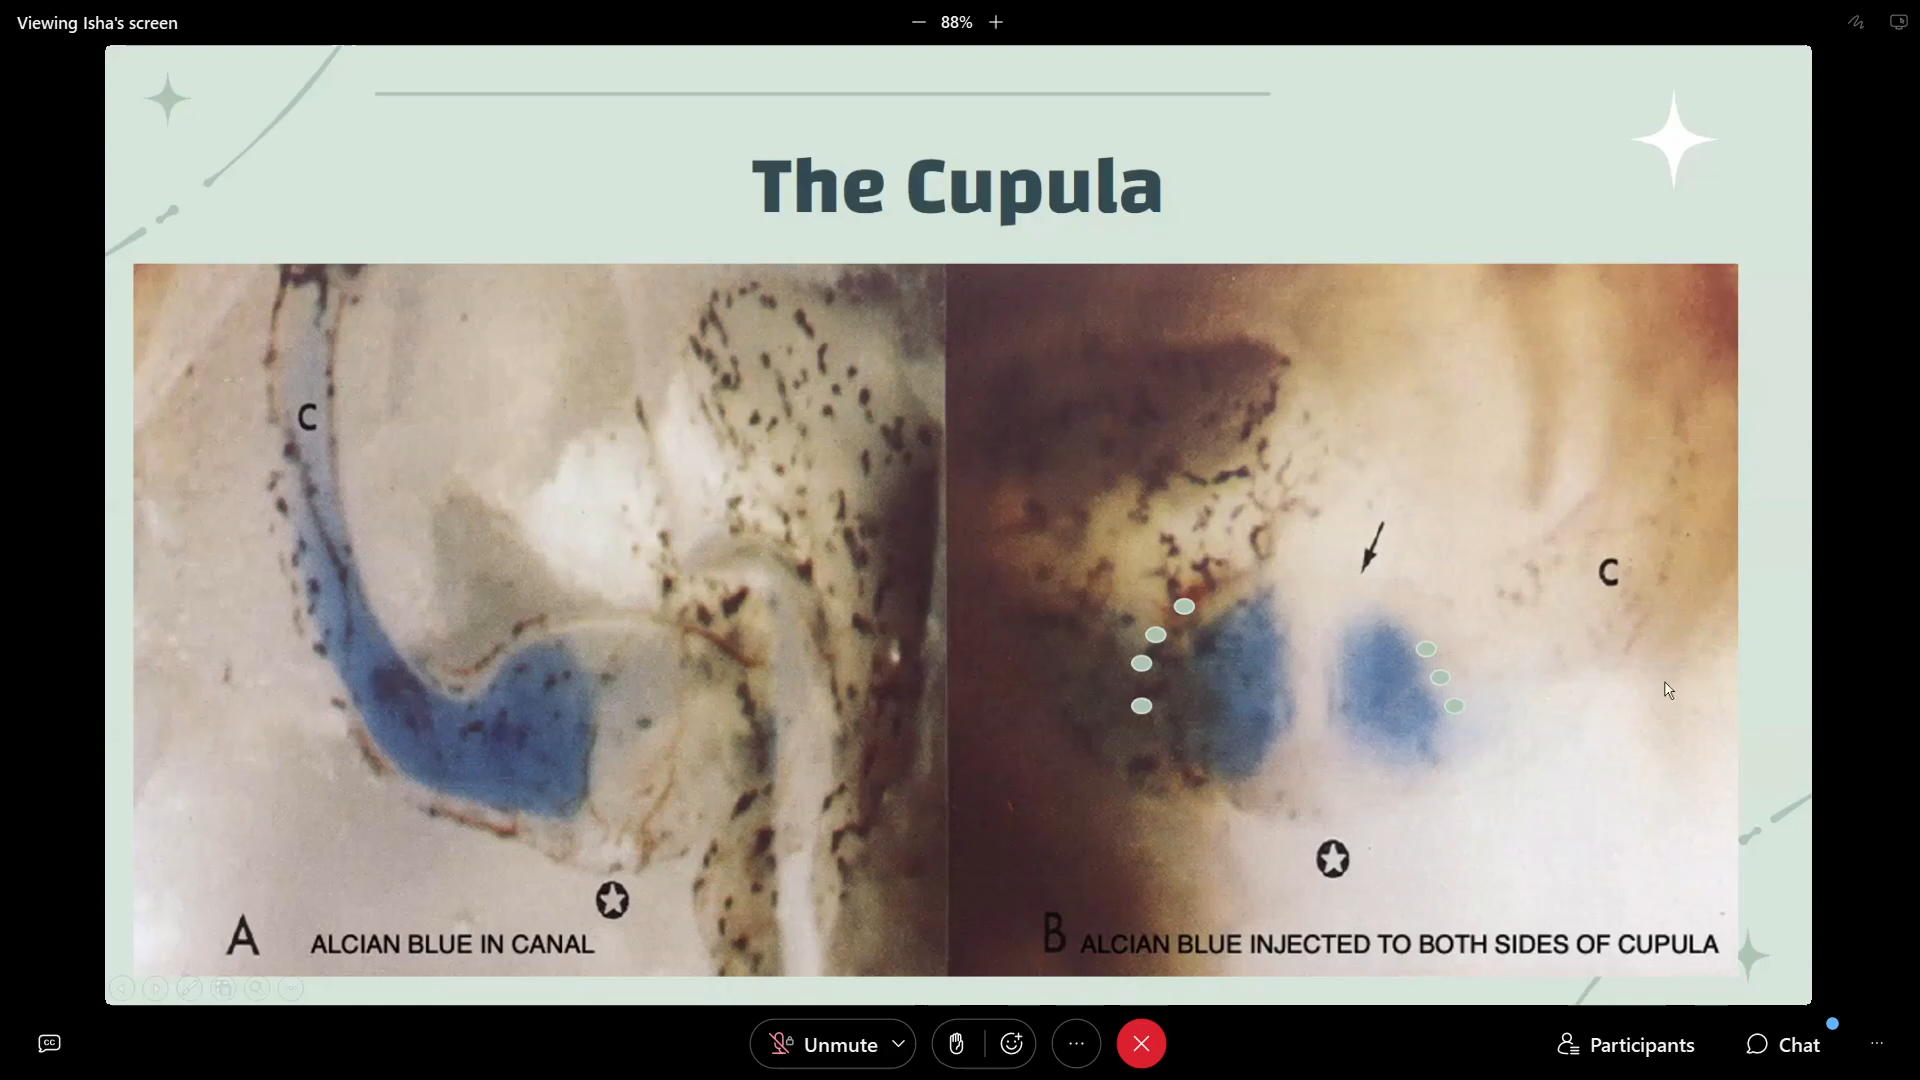 Viewing Isha's screen
88%
The Cupula
C
C
A ALCIAN BLUE IN CANAL
B ALCIAN BLUE INJECTED TO BOTH SIDES OF CUPULA
CC
Unmute
Participants
Chat